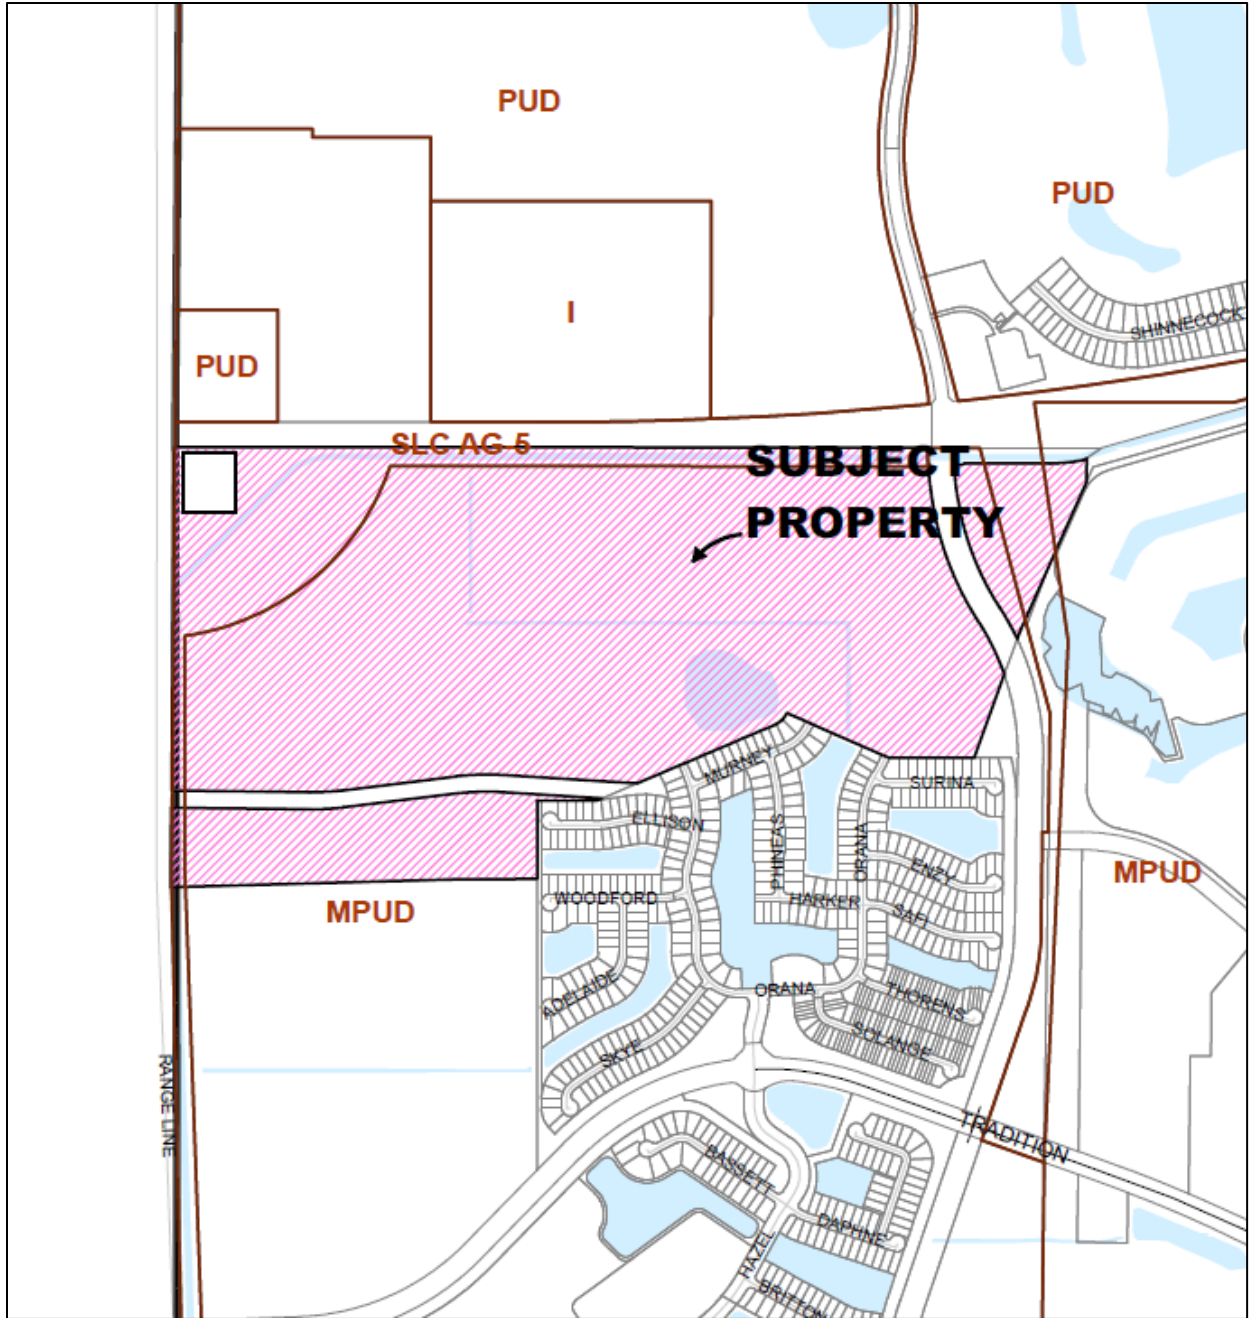 PUD
PUD
I
SHINNECOCK
PUD
SLC AG-5
SUBJECT
PROPERTY
MURNEY
SURINA
ELLISON
PHINEAS
ORANA
ENZY
MPUD
WOODFORD
HARKER
SAFI
MPUD
ADELAIDE
ORANA
THORENS
SKYE
SOLANGE
RANGE LINE
TRADITION
BASSETT
DAPHNE
HAZEL
BRITTON